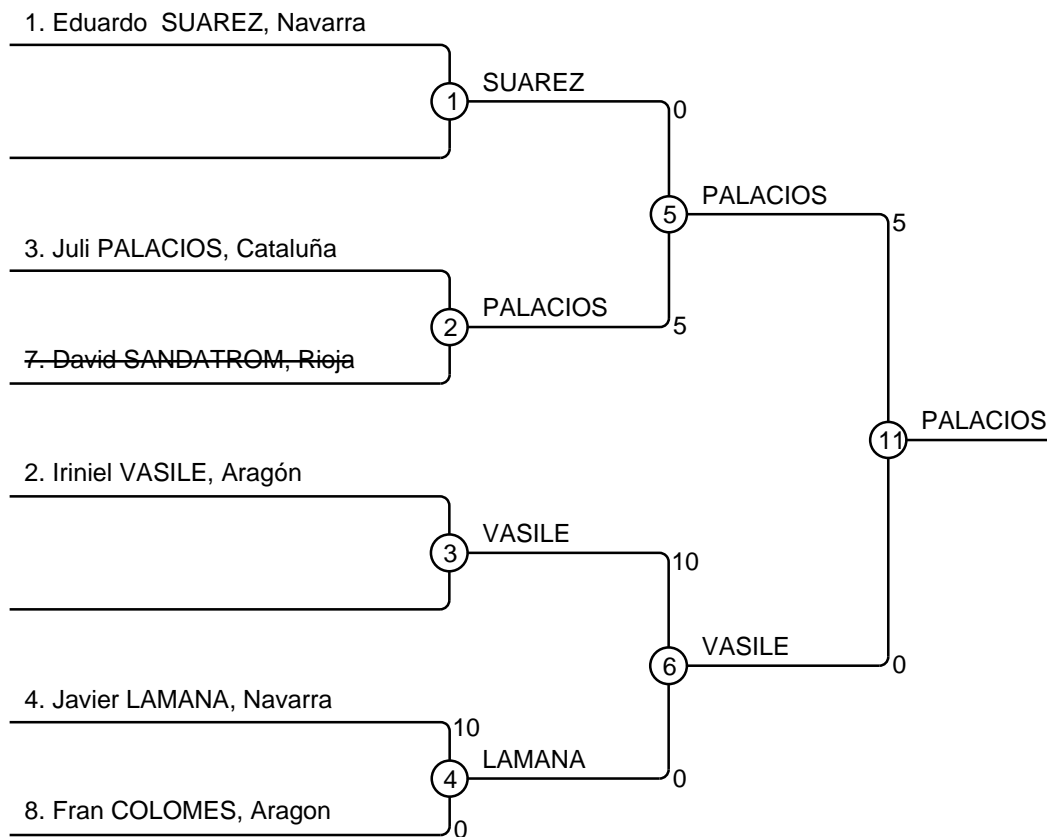 1. Eduardo  SUAREZ, Navarra
SUAREZ
1
0
PALACIOS
5
5
3. Juli PALACIOS, Cataluña
PALACIOS
2
5
7. David SANDATROM, Rioja
PALACIOS
11
2. Iriniel VASILE, Aragón
VASILE
3
10
VASILE
6
0
4. Javier LAMANA, Navarra
10
LAMANA
4
0
8. Fran COLOMES, Aragon
0